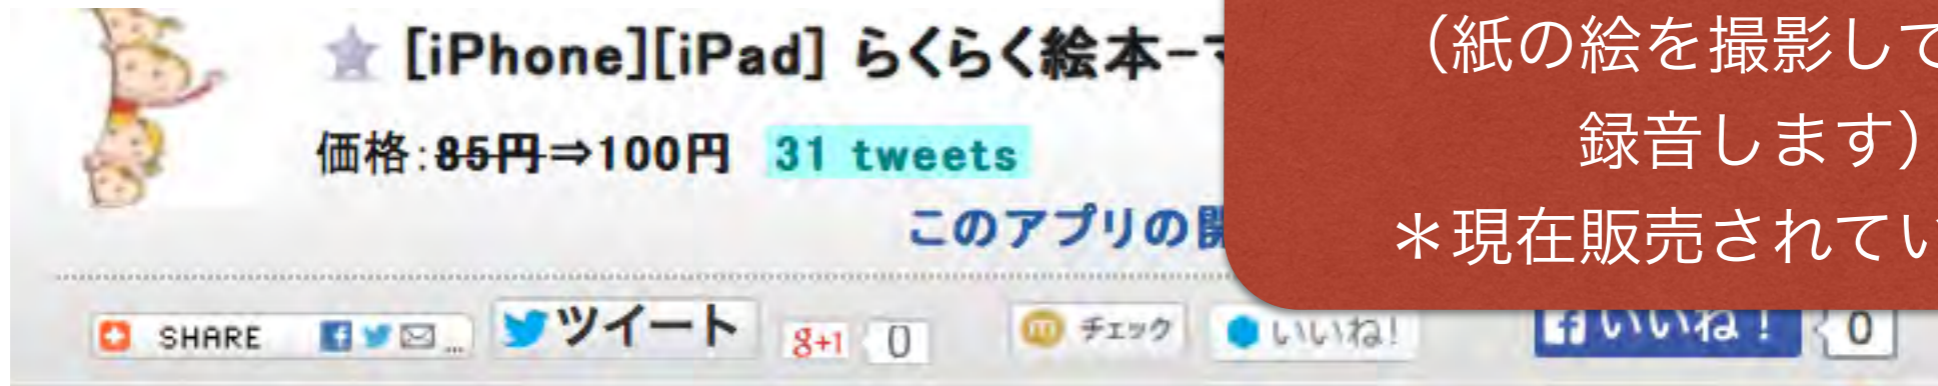 [iPhone][iPad] らくらく絵本-
価格:85円⇒100円 31 tweets
このアプリの
SHARE ... ツイート g+1 0 m チェック いいね! いいね! 0
(紙の絵を撮影して
録音します)
*現在販売されてい